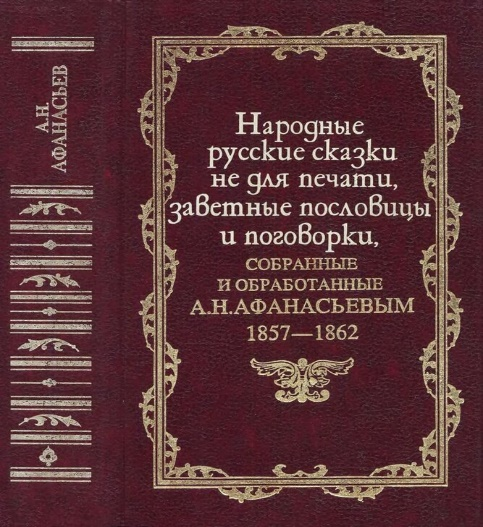 А.Н.
АФАНАСЬЕВ
Народные
русские сказки
не для печати,
заветные пословицы
и поговорки,
СОБРАННЫЕ
И ОБРАБОТАННЫЕ
А.Н.АФАНАСЬЕВЫМ
1857—1862